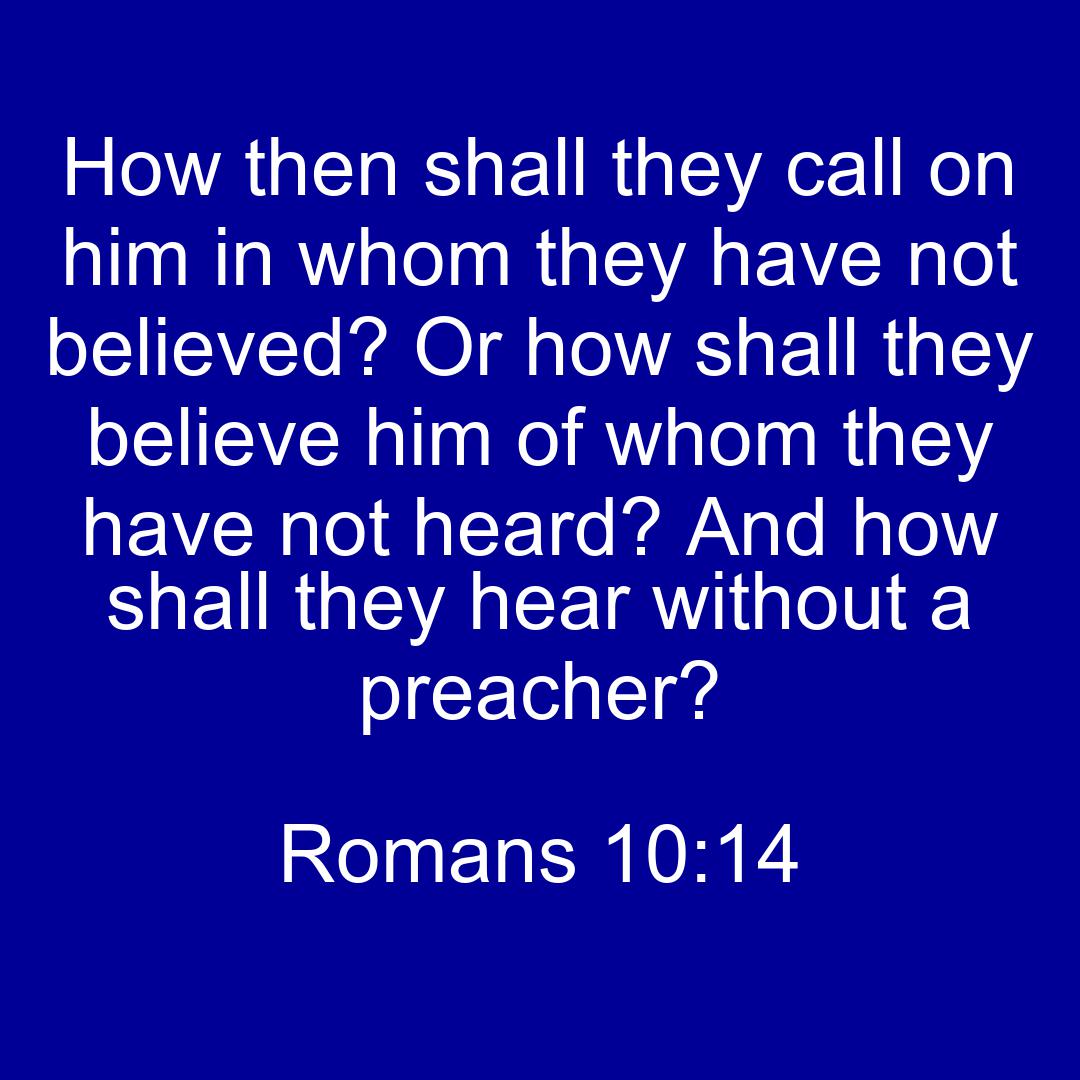 How then shall they call on
him in whom they have not
believed? Or how shall they
believe him of whom they
have not heard? And how
shall they hear without a
preacher?
Romans 10:14